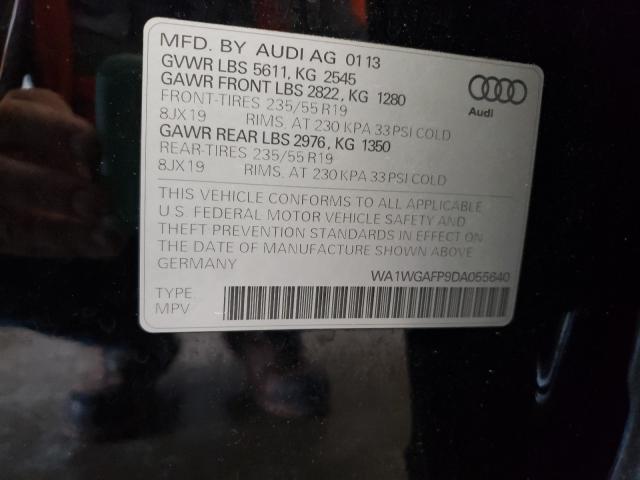 MFD. BY AUDI AG 01 13
GVWR LBS 5611, KG 2545
GAWR FRONT LBS 2822, KG 1280
FRONT-TIRES 235/55 R19
8JX19 RIMS, AT 230 KPA 33 PSI COLD
GAWR REAR LBS 2976, KG 1350
REAR-TIRES 235/55 R19
8JX19 RIMS, AT 230 KPA 33 PSI COLD
Audi
THIS VEHICLE CONFORMS TO ALL APPLICABLE
U.S. FEDERAL MOTOR VEHICLE SAFETY AND
THEFT PREVENTION STANDARDS IN EFFECT ON
THE DATE OF MANUFACTURE SHOWN ABOVE
GERMANY
WA1WGAFP9DA055640
TYPE
MPV